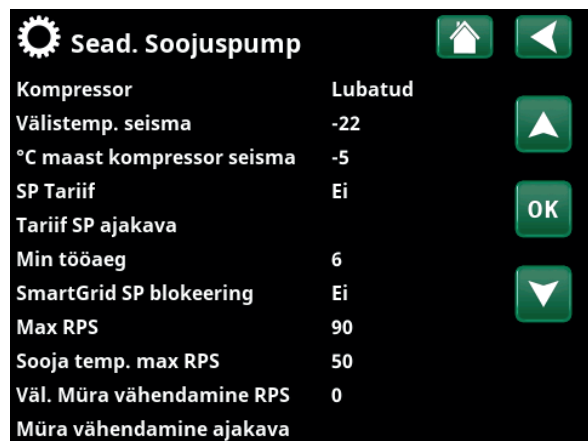 Sead. Soojuspump
Kompressor Lubatud
Välistemp. seisma -22
°C maast kompressor seisma -5
SP Tariif Ei
Tariif SP ajakava
OK
Min tööaeg 6
SmartGrid SP blokeering Ei
Max RPS 90
Sooja temp. max RPS 50
Väl. Müra vähendamine RPS 0
Müra vähendamine ajakava